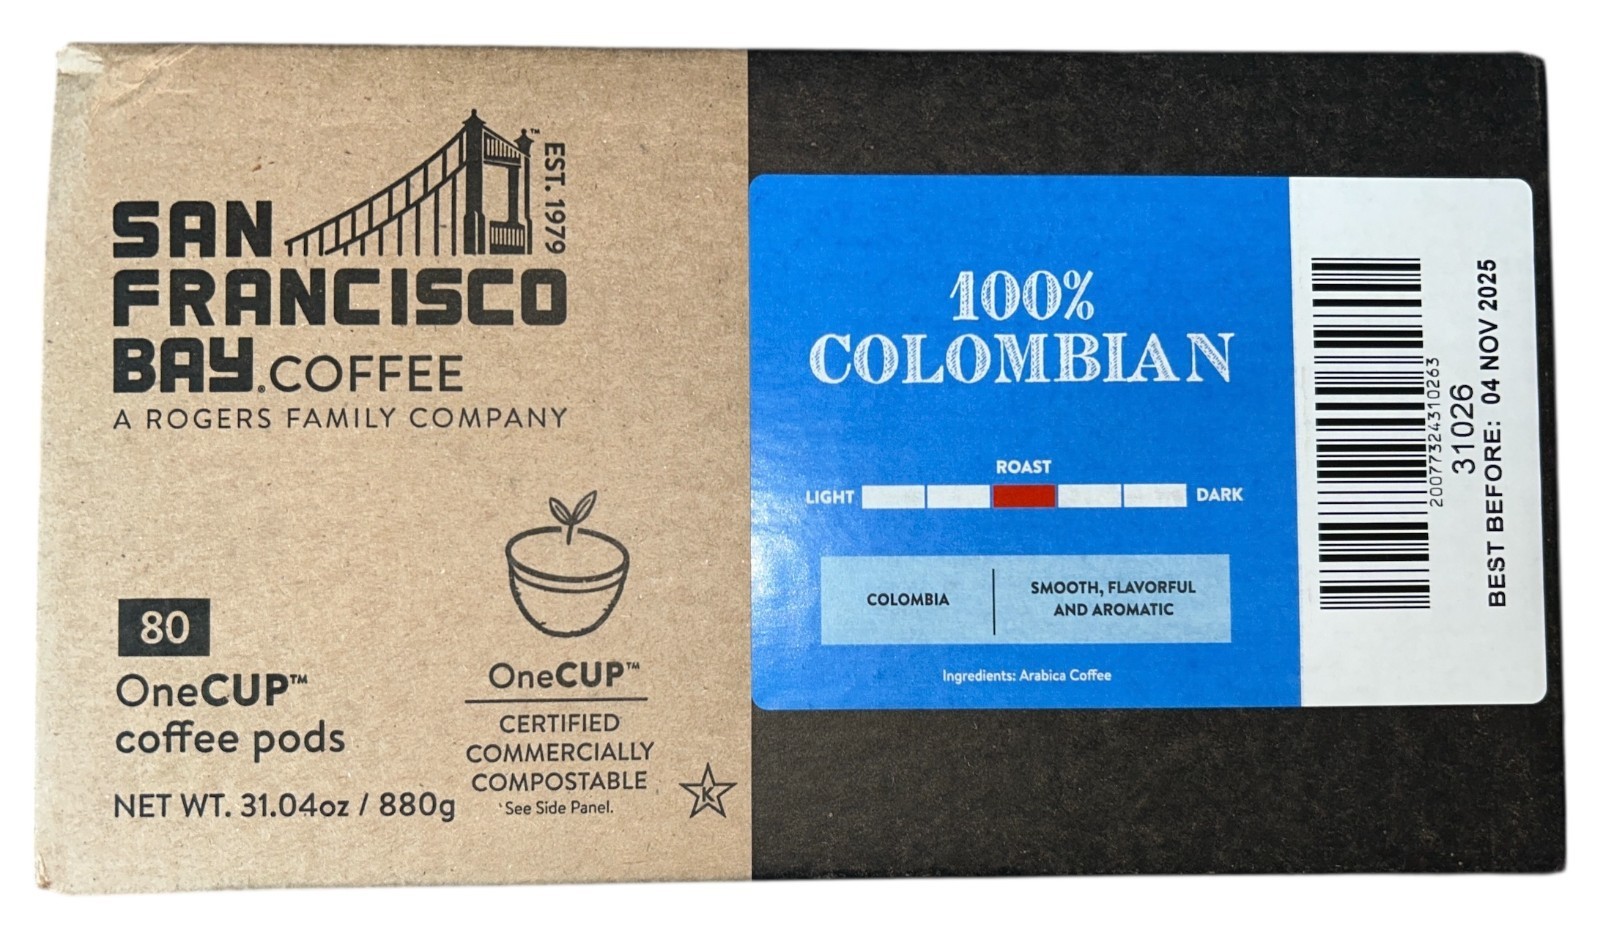 SAN
FRANCISCO
BAY®.COFFEE
A ROGERS FAMILY COMPANY
™
EST. 1979
80
OneCUP™
coffee pods
NET WT. 31.04oz / 880g
OneCUP™
CERTIFIED
COMMERCIALLY
COMPOSTABLE
*See Side Panel.
K
100%
COLOMBIAN
ROAST
LIGHT DARK
COLOMBIA
SMOOTH, FLAVORFUL
AND AROMATIC
Ingredients: Arabica Coffee
20077324310263
31026
BEST BEFORE: 04 NOV 2025